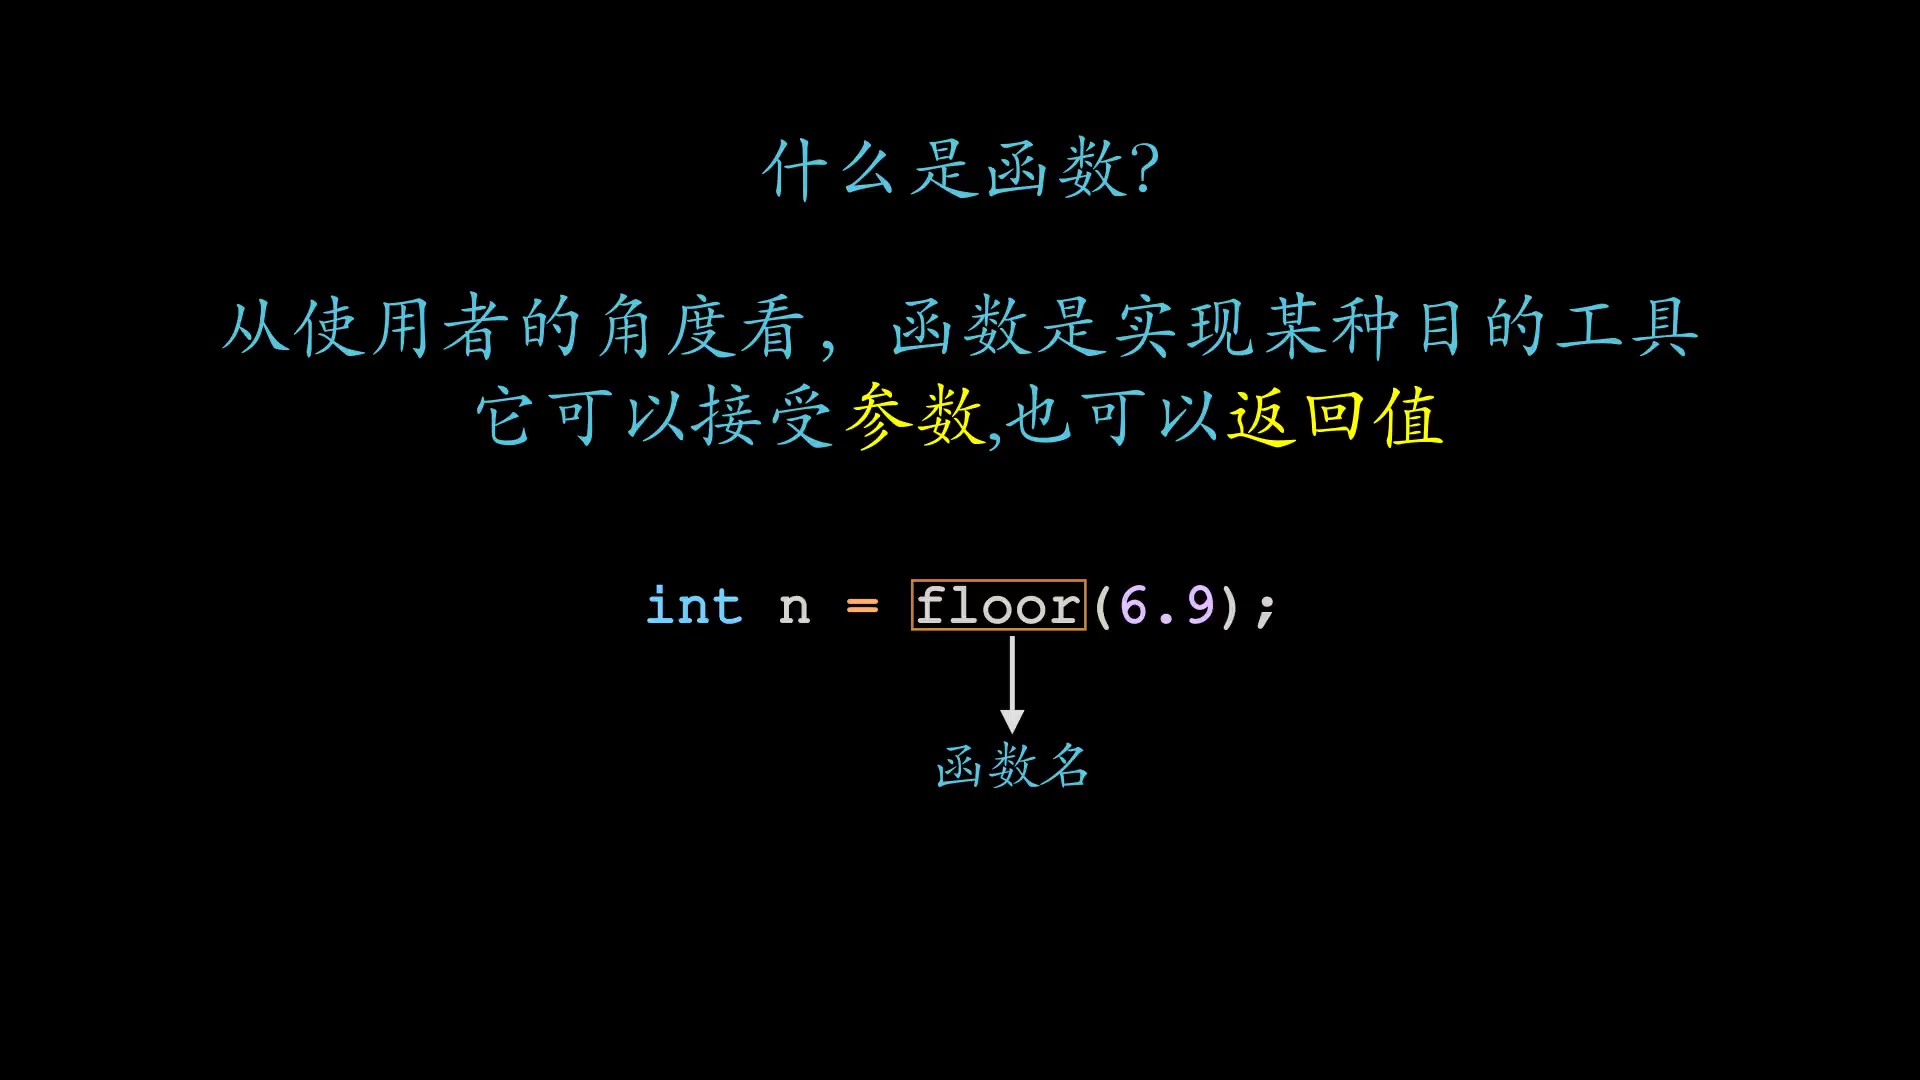 什么是函数？
从使用者的角度看，函数是实现某种目的工具
它可以接受参数,也可以返回值
int n = floor(6.9);
函数名